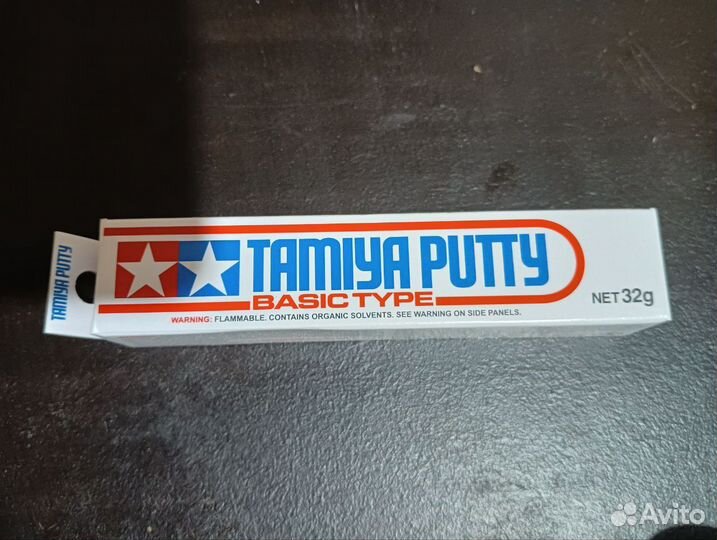 TAMIYA PUTTY
TAMIYA PUTTY
BASIC TYPE
NET 32g
WARNING: FLAMMABLE. CONTAINS ORGANIC SOLVENTS. SEE WARNING ON SIDE PANELS.
Avito